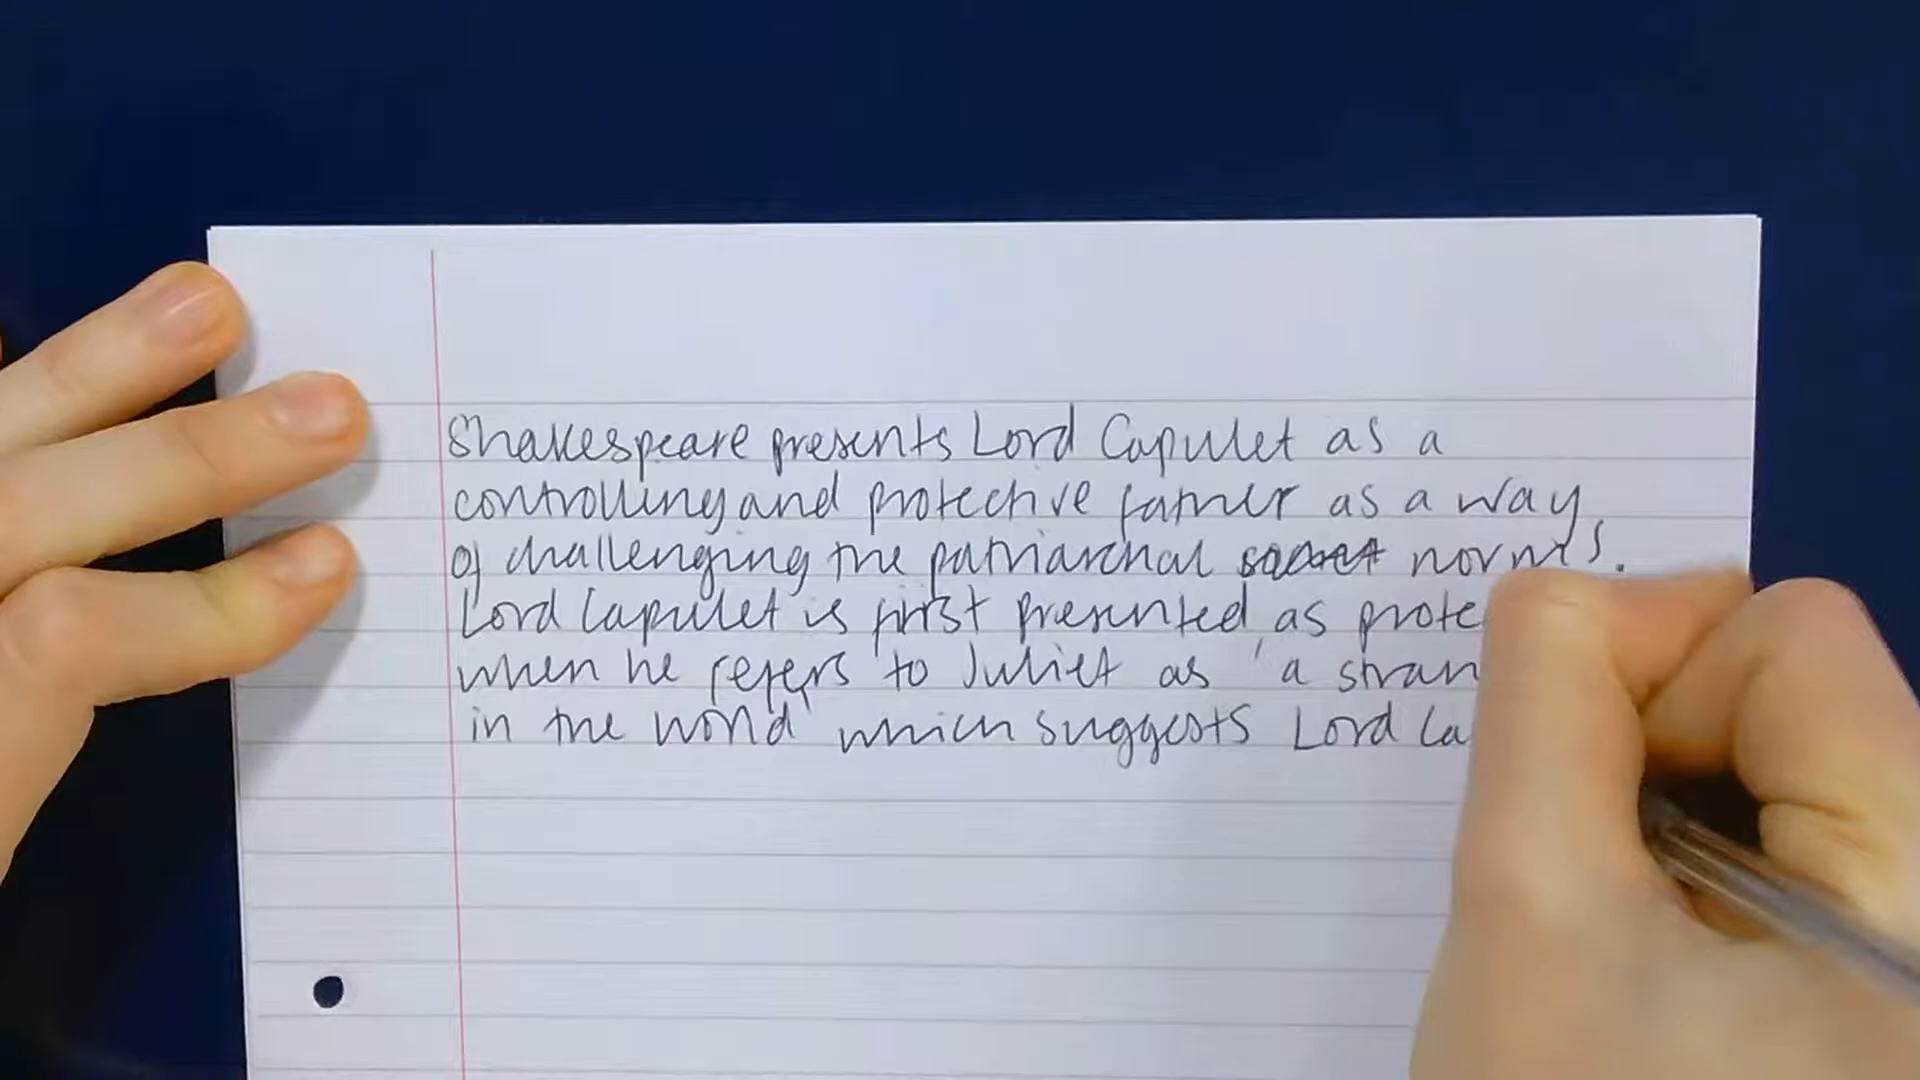 Shakespeare presents Lord Capulet as a
controlling and protective father as a way
of challenging the patriarchal norms.
Lord Capulet is first presented as prote
when he refers to Juliet as 'a stran
in the world' which suggests Lord Ca